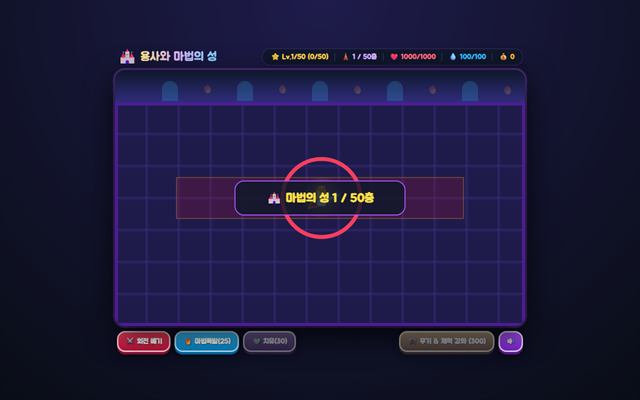 용사와 마법의 성
Lv.1/50 (0/50)
1 / 50층
1000/1000
100/100
0
마법의 성 1 / 50층
회전 베기
마법폭발(25)
치유(30)
무기 & 체력 강화 (300)